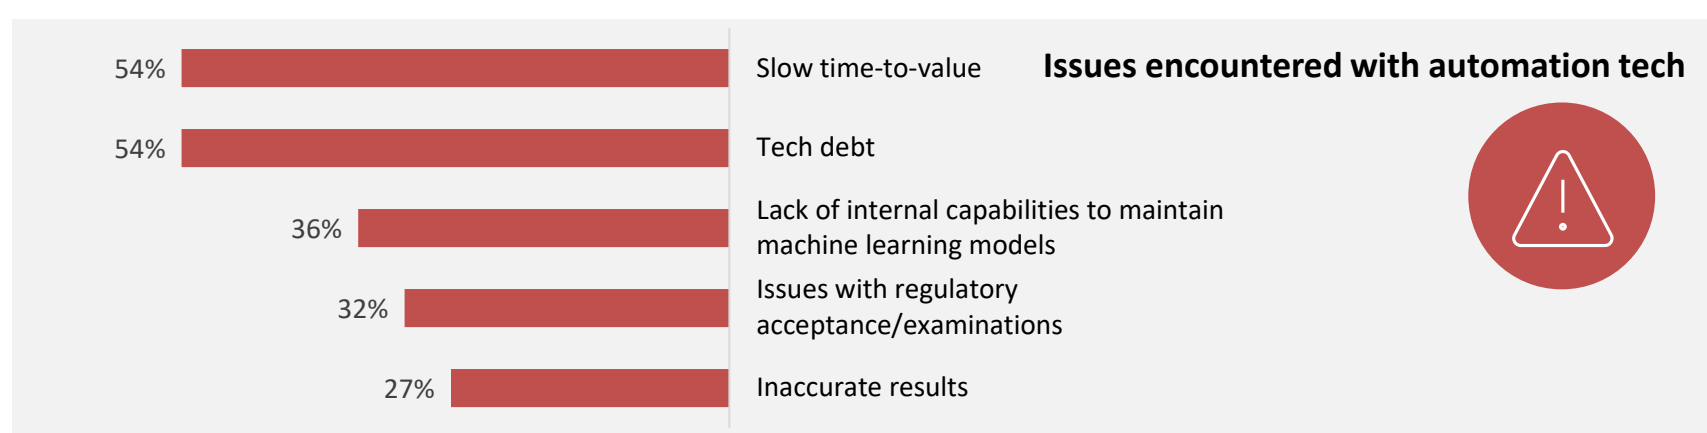 Issues encountered with automation tech
54% Slow time-to-value
54% Tech debt
36% Lack of internal capabilities to maintain
machine learning models
32% Issues with regulatory
acceptance/examinations
27% Inaccurate results